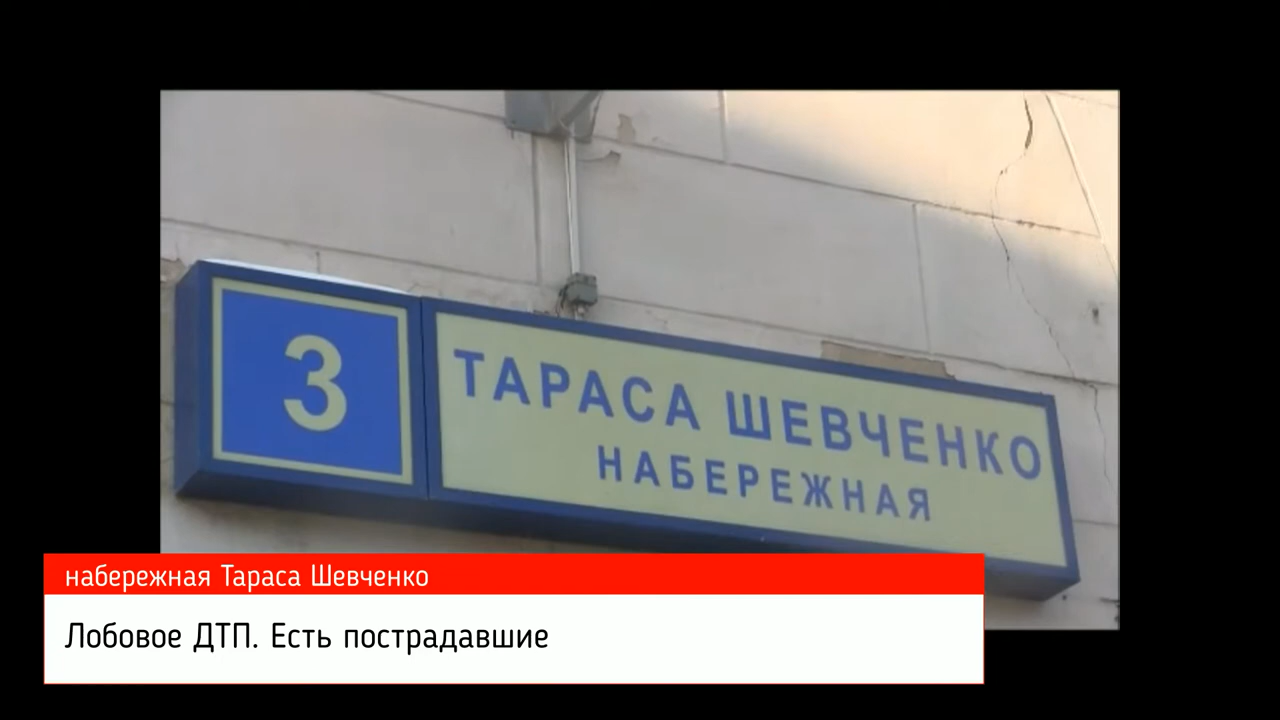 3
ТАРАСА ШЕВЧЕНКО
НАБЕРЕЖНАЯ
набережная Тараса Шевченко
Лобовое ДТП. Есть пострадавшие